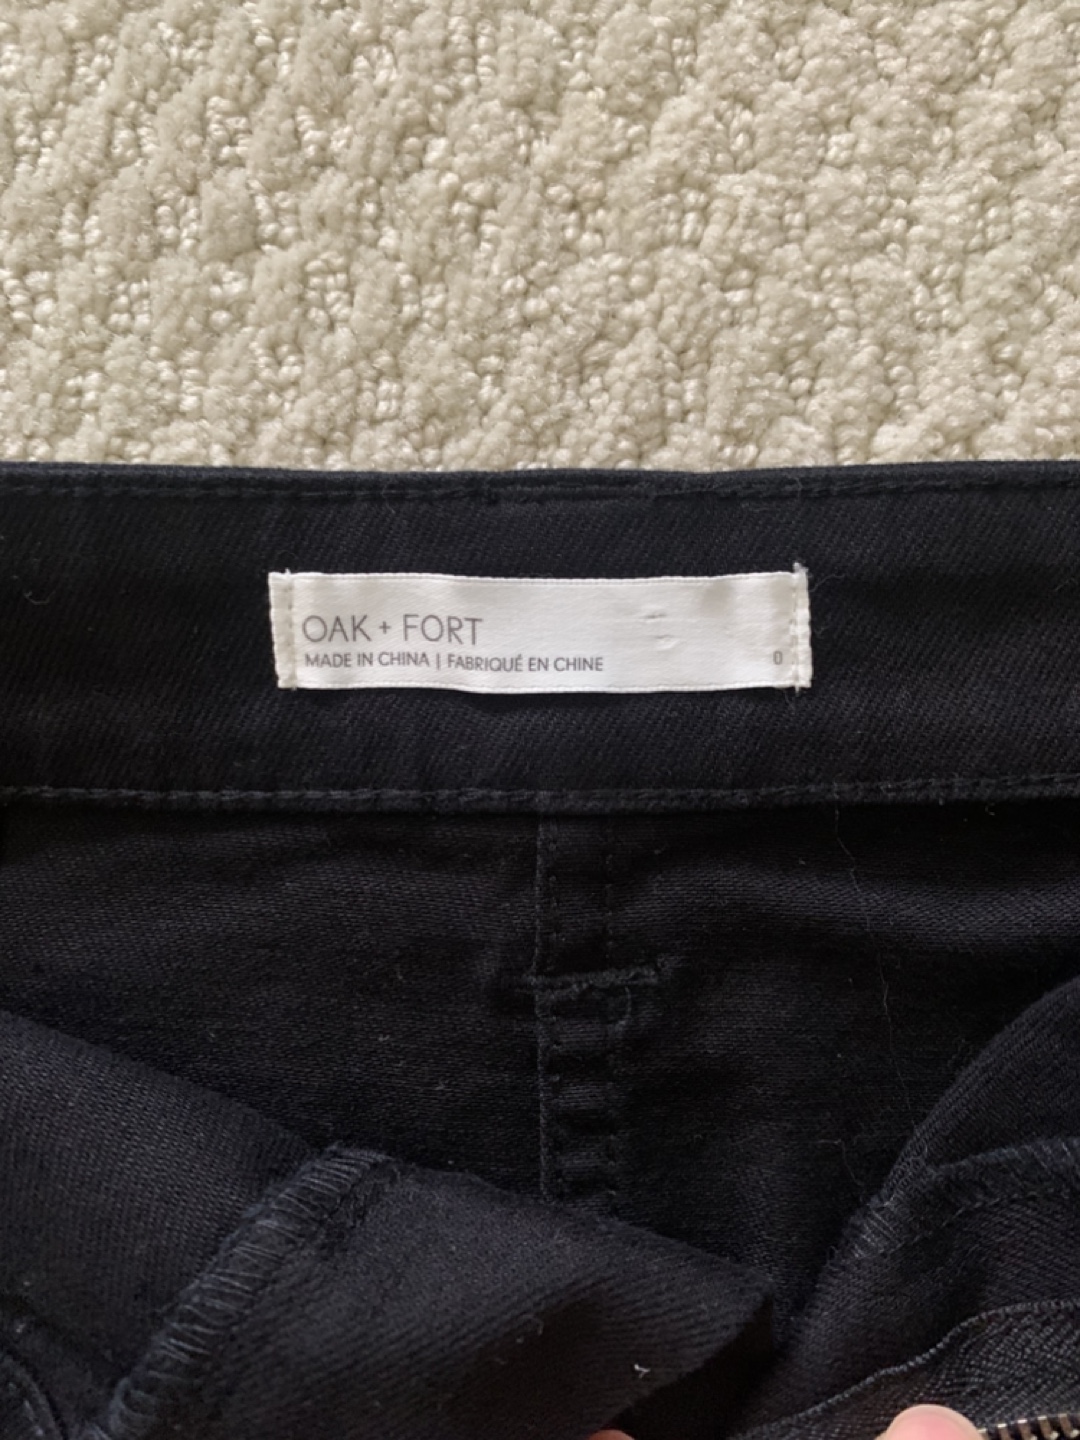 OAK + FORT
MADE IN CHINA | FABRIQUÉ EN CHINE
0